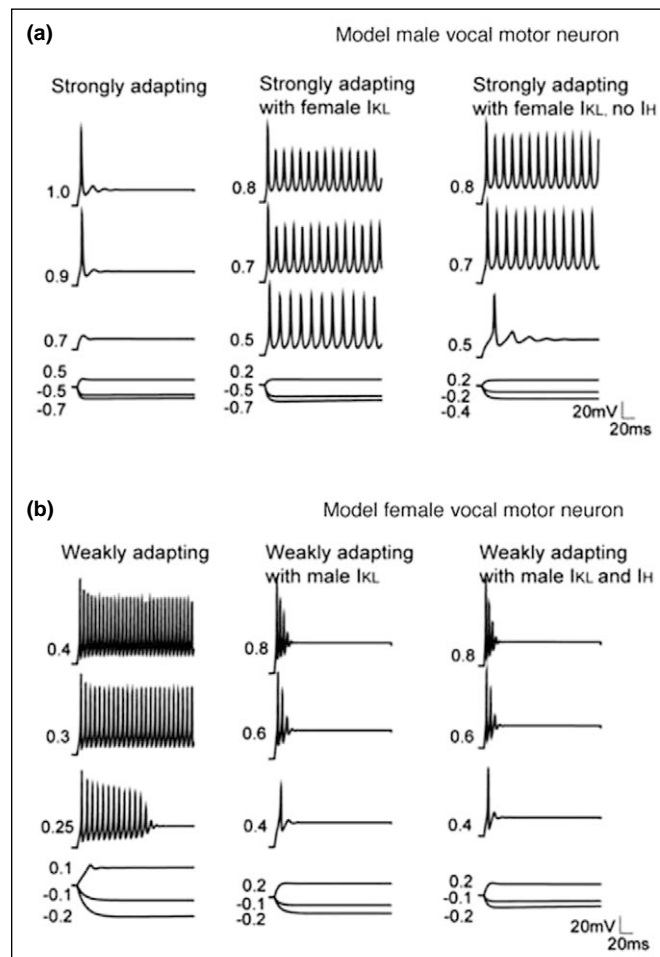 (a)
Model male vocal motor neuron
Strongly adapting
Strongly adapting
with female IKL
Strongly adapting
with female IKL, no IH
1.0
0.8
0.8
0.9
0.7
0.7
0.7
0.5
0.5
0.5
-0.5
-0.7
0.2
-0.5
-0.7
0.2
-0.2
-0.4
20mV
20ms
(b)
Model female vocal motor neuron
Weakly adapting
Weakly adapting
with male IKL
Weakly adapting
with male IKL and IH
0.4
0.8
0.8
0.3
0.6
0.6
0.25
0.4
0.4
0.1
-0.1
-0.2
0.2
-0.1
-0.2
0.2
-0.1
-0.2
20mV
20ms